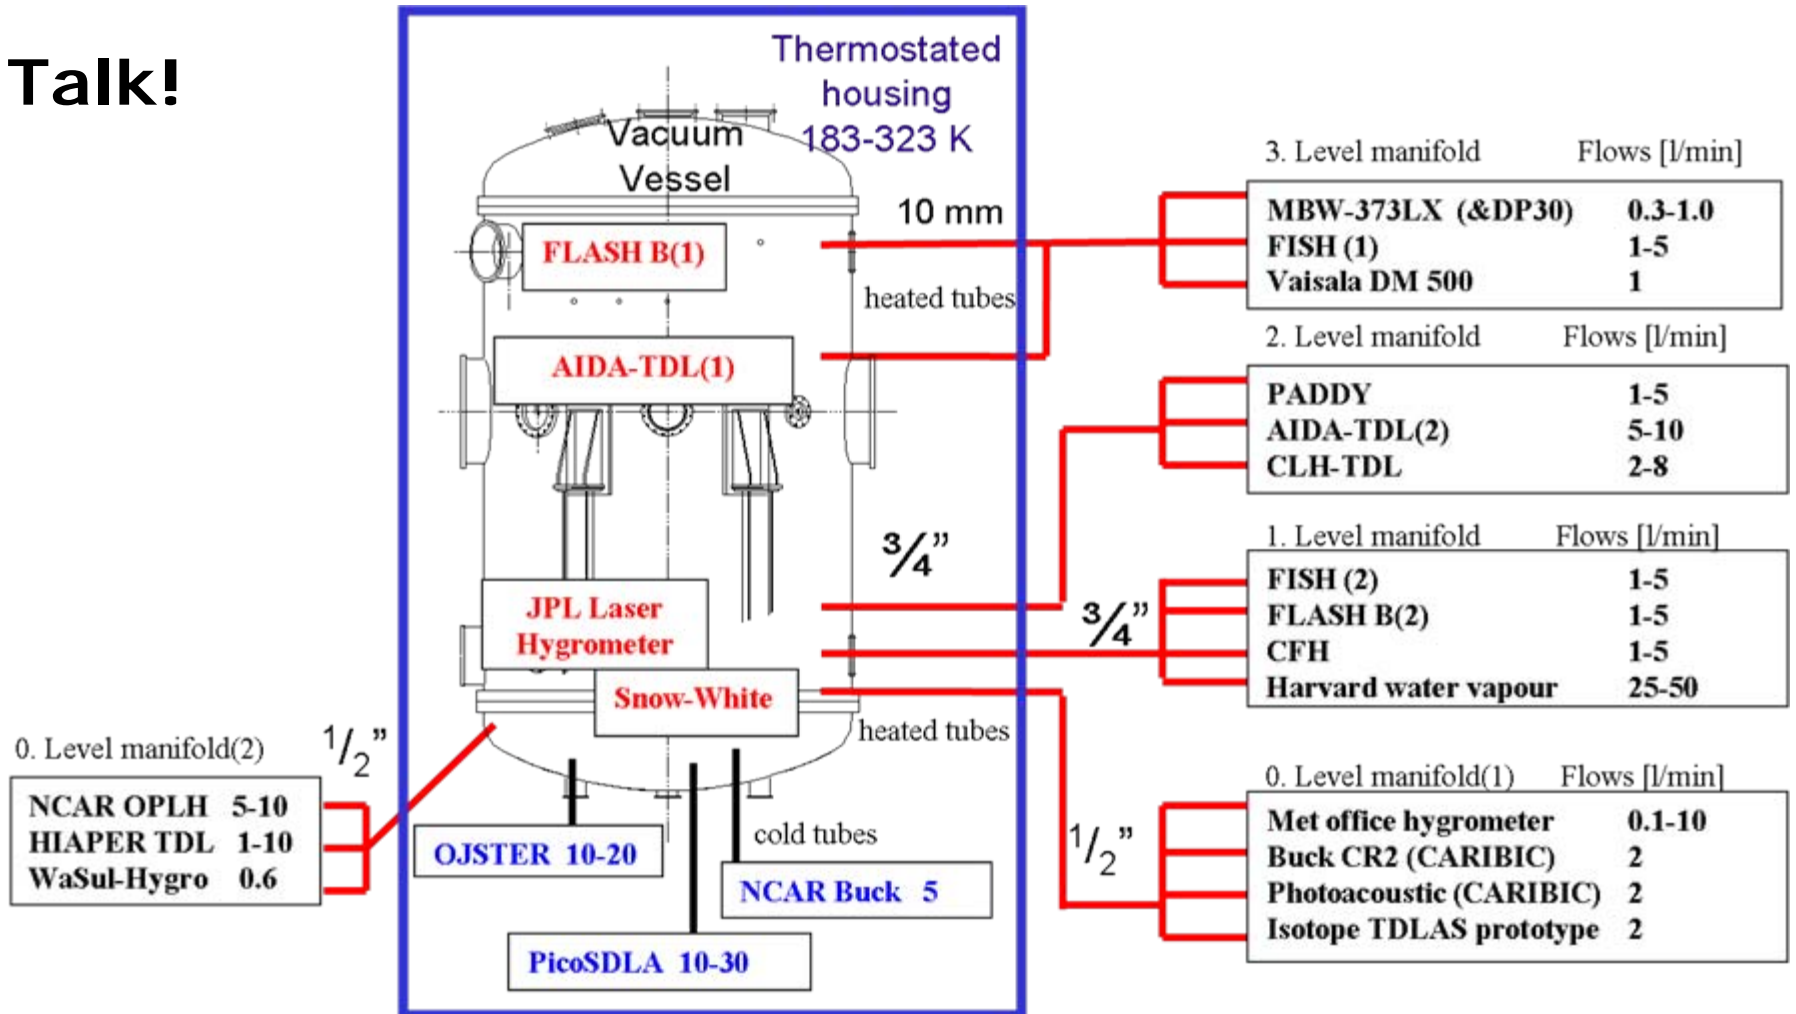 Talk!
Thermostated
housing
183-323 K
Vacuum
Vessel
10 mm
FLASH B(1)
heated tubes
AIDA-TDL(1)
¾”
¾”
JPL Laser
Hygrometer
Snow-White
heated tubes
1/2”
0. Level manifold(2)
NCAR OPLH 5-10
HIAPER TDL 1-10
WaSul-Hygro 0.6
OJSTER 10-20
cold tubes
NCAR Buck 5
PicoSDLA 10-30
1/2”
3. Level manifold Flows [l/min]
MBW-373LX (&DP30) 0.3-1.0
FISH (1) 1-5
Vaisala DM 500 1
2. Level manifold Flows [l/min]
PADDY 1-5
AIDA-TDL(2) 5-10
CLH-TDL 2-8
1. Level manifold Flows [l/min]
FISH (2) 1-5
FLASH B(2) 1-5
CFH 1-5
Harvard water vapour 25-50
0. Level manifold(1) Flows [l/min]
Met office hygrometer 0.1-10
Buck CR2 (CARIBIC) 2
Photoacoustic (CARIBIC) 2
Isotope TDLAS prototype 2